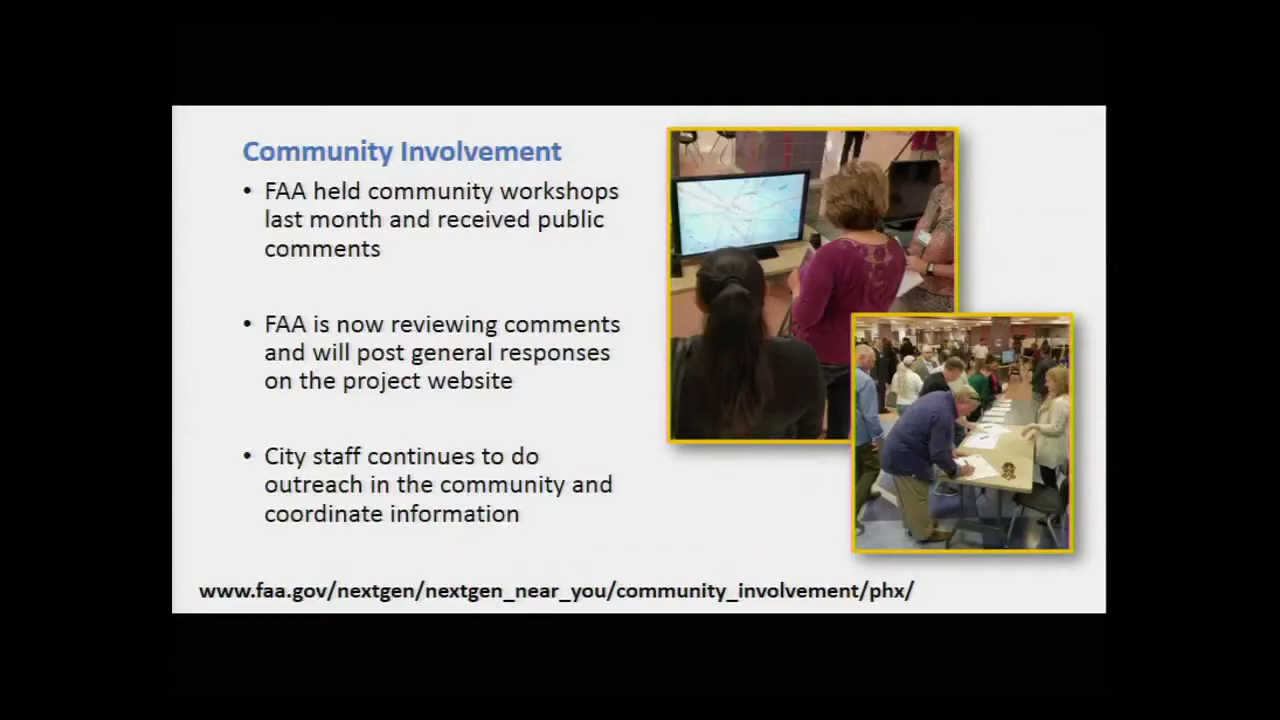 Community Involvement
• FAA held community workshops
last month and received public
comments
• FAA is now reviewing comments
and will post general responses
on the project website
• City staff continues to do
outreach in the community and
coordinate information
www.faa.gov/nextgen/nextgen_near_you/community_involvement/phx/